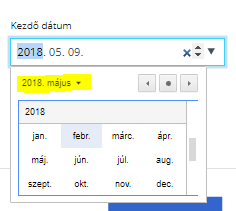 Kezdő dátum
2018. 05. 09.
2018. május
2018
jan. febr. márc. ápr.
máj. jún. júl. aug.
szept. okt. nov. dec.